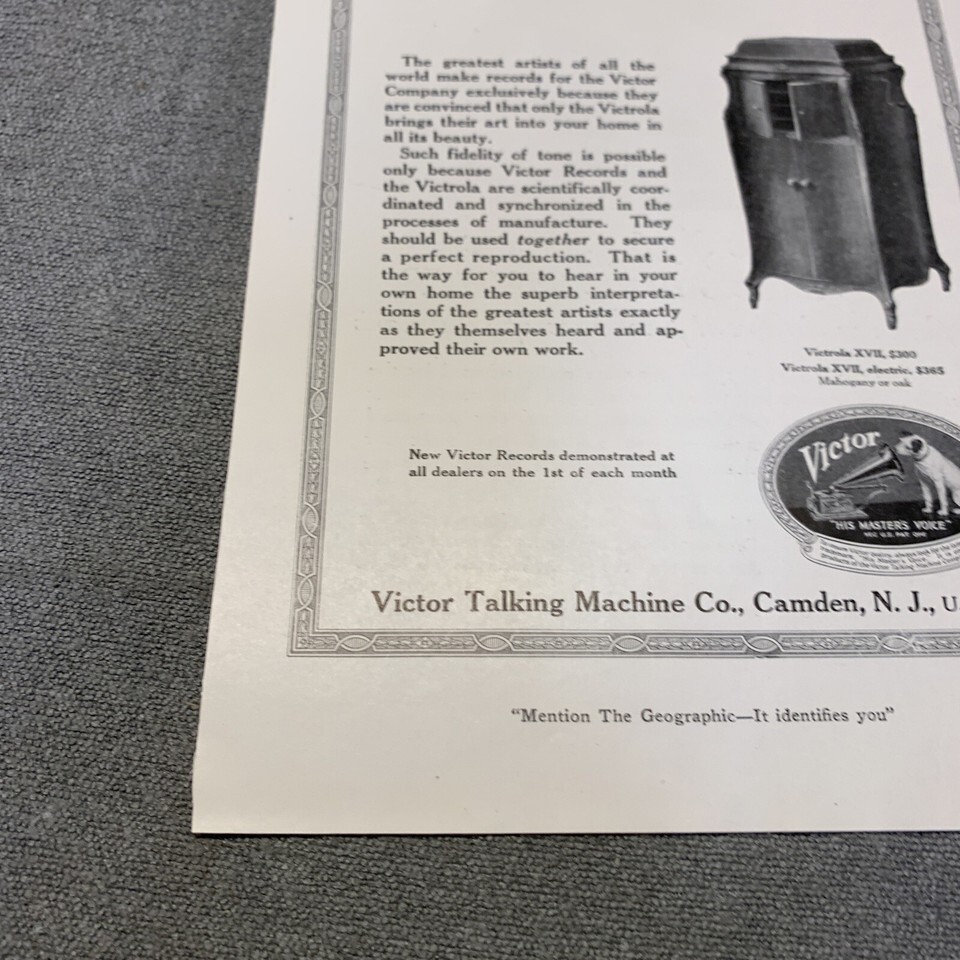 The greatest artists of all the
world make records for the Victor
Company exclusively because they
are convinced that only the Victrola
brings their art into your home in
all its beauty.
Such fidelity of tone is possible
only because Victor Records and
the Victrola are scientifically coor-
dinated and synchronized in the
processes of manufacture. They
should be used together to secure
a perfect reproduction. That is
the way for you to hear in your
own home the superb interpreta-
tions of the greatest artists exactly
as they themselves heard and ap-
proved their own work.
Victrola XVII, $300
Victrola XVII, electric, $365
Mahogany or oak
New Victor Records demonstrated at
all dealers on the 1st of each month
Victor
"HIS MASTER'S VOICE"
REG. U.S. PAT. OFF.
Victor Talking Machine Co., Camden, N. J., U.
"Mention The Geographic—It identifies you"